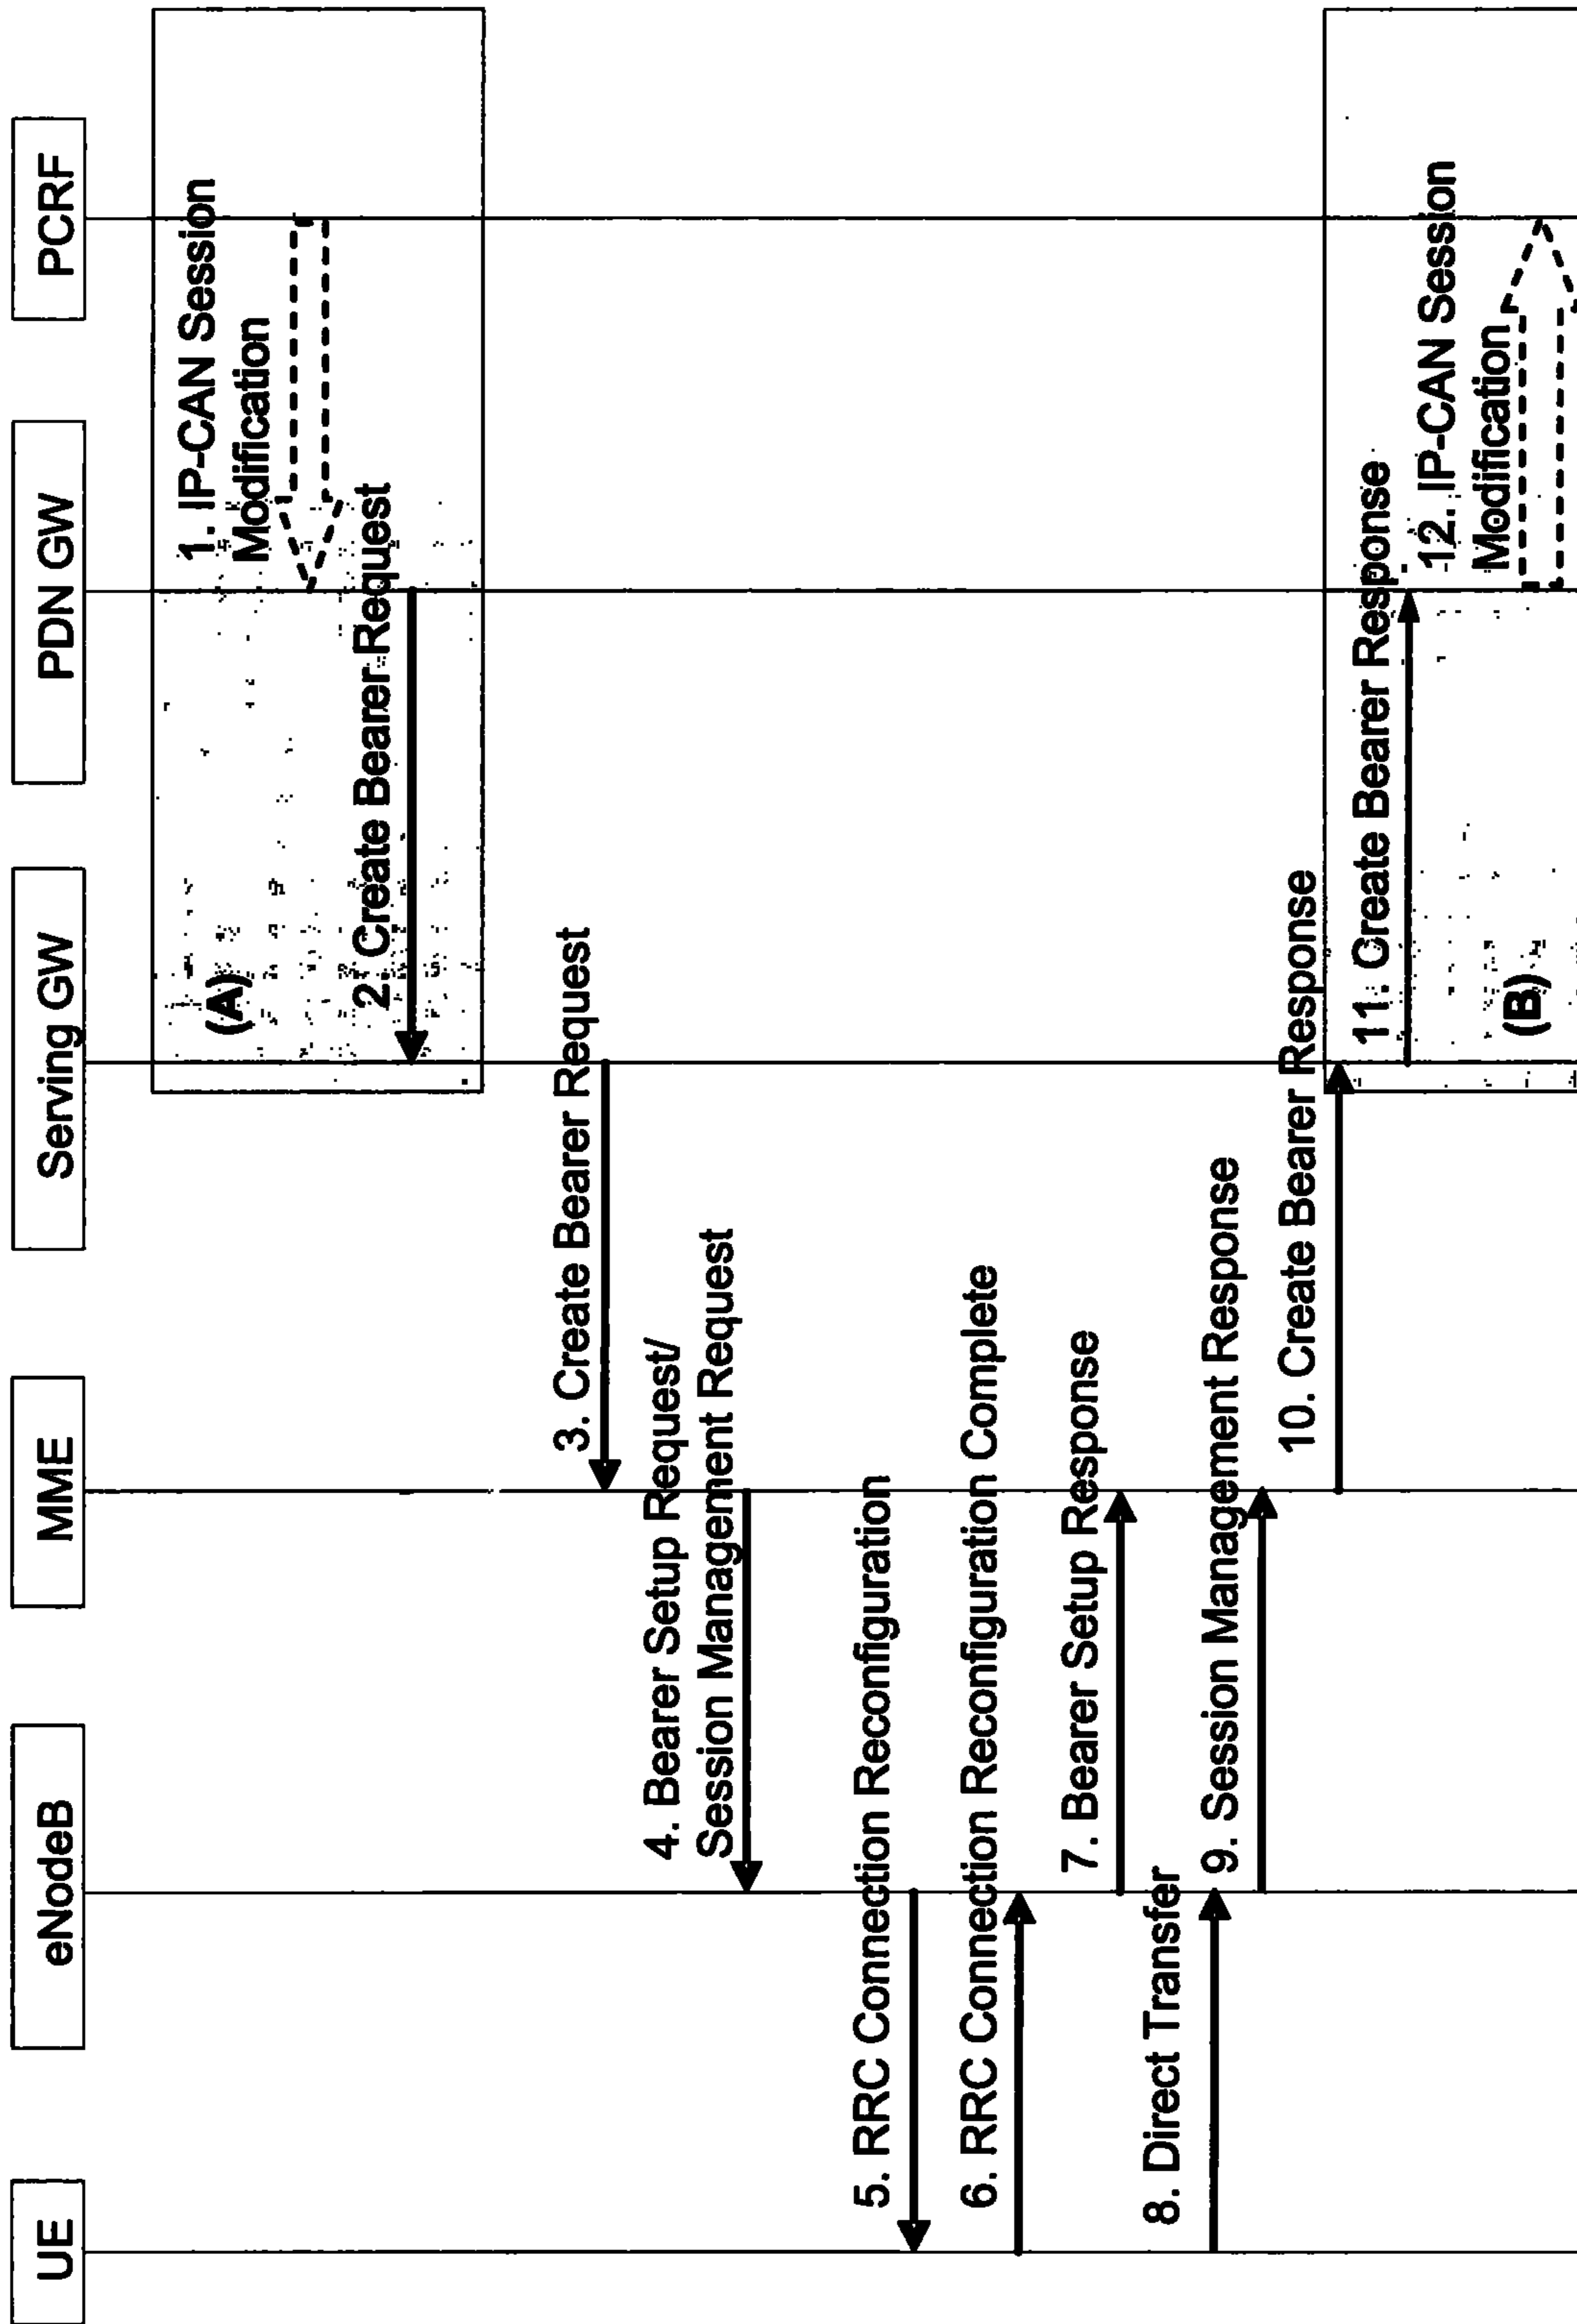 UE
eNodeB
MME
Serving GW
PDN GW
PCRF
(A)
1. IP-CAN Session
Modification
2. Create Bearer Request
3. Create Bearer Request
4. Bearer Setup Request/
Session Management Request
5. RRC Connection Reconfiguration
6. RRC Connection Reconfiguration Complete
7. Bearer Setup Response
8. Direct Transfer
9. Session Management Response
10. Create Bearer Response
11. Create Bearer Response
(B)
12. IP-CAN Session
Modification